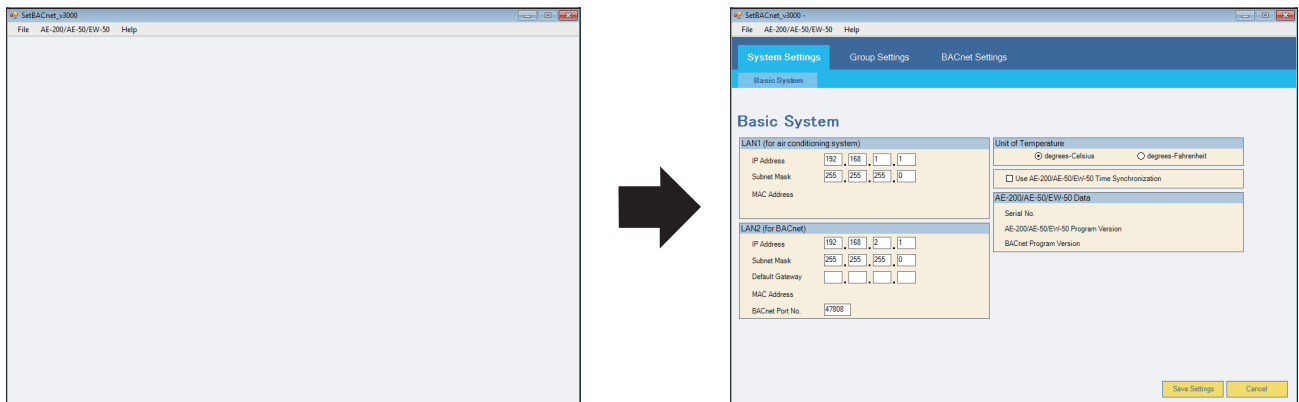 SetBACnet_v3000
File AE-200/AE-50/EW-50 Help
SetBACnet_v3000 -
File AE-200/AE-50/EW-50 Help
System Settings Group Settings BACnet Settings
Basic System
Basic System
LAN1 (for air conditioning system)
IP Address 192 . 168 . 1 . 1
Subnet Mask 255 . 255 . 255 . 0
MAC Address
LAN2 (for BACnet)
IP Address 192 . 168 . 2 . 1
Subnet Mask 255 . 255 . 255 . 0
Default Gateway . . .
MAC Address
BACnet Port No. 47808
Unit of Temperature
degrees-Celsius degrees-Fahrenheit
Use AE-200/AE-50/EW-50 Time Synchronization
AE-200/AE-50/EW-50 Data
Serial No.
AE-200/AE-50/EW-50 Program Version
BACnet Program Version
Save Settings Cancel